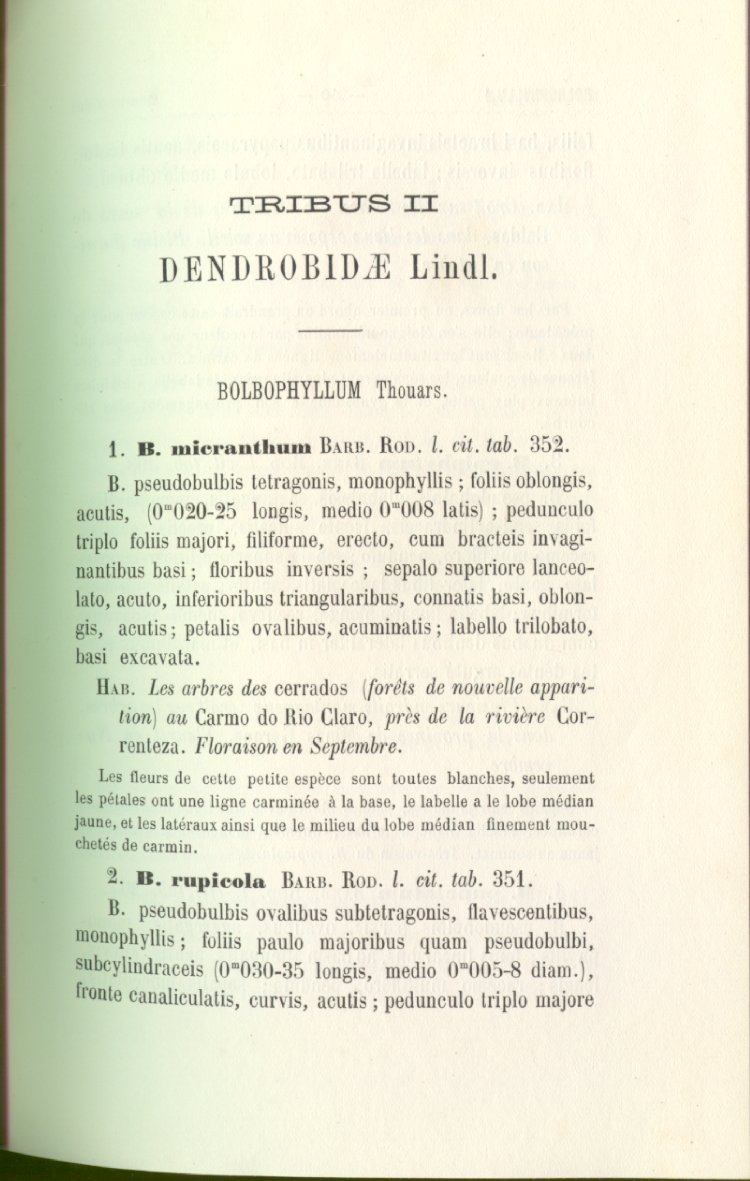 TRIBUS II
DENDROBIDÆ Lindl.
BOLBOPHYLLUM Thouars.
1. B. micranthum BARB. ROD. l. cit. tab. 352.
B. pseudobulbis tetragonis, monophyllis ; foliis oblongis,
acutis, (0ᵐ020-25 longis, medio 0ᵐ008 latis) ; pedunculo
triplo foliis majori, filiforme, erecto, cum bracteis invagi-
nantibus basi ; floribus inversis ; sepalo superiore lanceo-
lato, acuto, inferioribus triangularibus, connatis basi, oblon-
gis, acutis ; petalis ovalibus, acuminatis ; labello trilobato,
basi excavata.
HAB. Les arbres des cerrados (forêts de nouvelle appari-
tion) au Carmo do Rio Claro, près de la rivière Cor-
renteza. Floraison en Septembre.
Les fleurs de cette petite espèce sont toutes blanches, seulement
les pétales ont une ligne carminée à la base, le labelle a le lobe médian
jaune, et les latéraux ainsi que le milieu du lobe médian finement mou-
chetés de carmin.
2. B. rupicola BARB. ROD. l. cit. tab. 351.
B. pseudobulbis ovalibus subtetragonis, flavescentibus,
monophyllis ; foliis paulo majoribus quam pseudobulbi,
subcylindraceis (0ᵐ030-35 longis, medio 0ᵐ005-8 diam.),
fronte canaliculatis, curvis, acutis ; pedunculo triplo majore